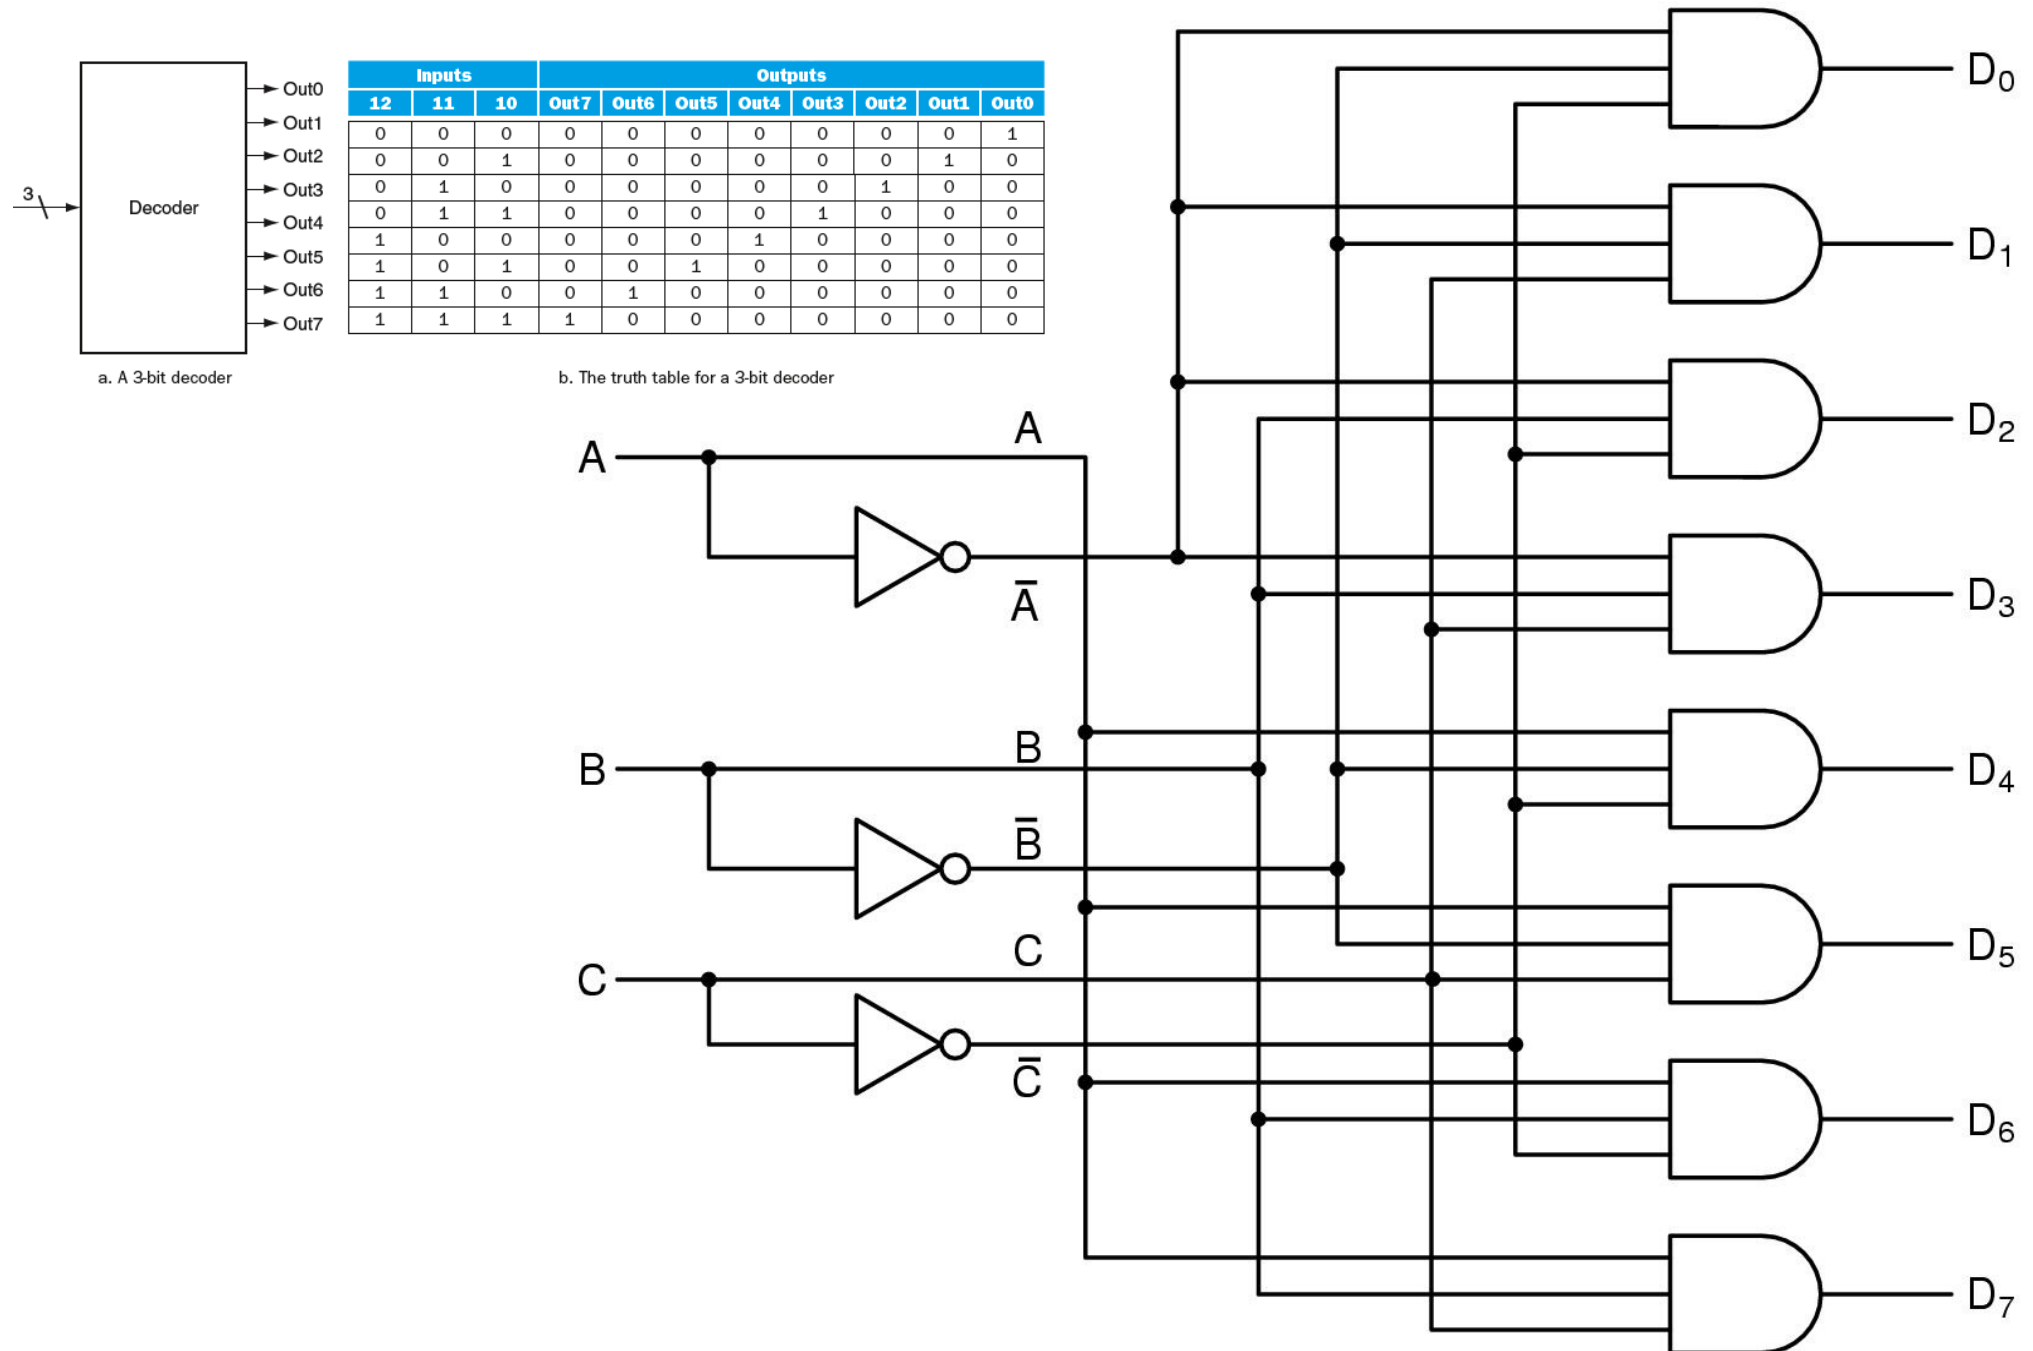 3
Decoder
Out0
Out1
Out2
Out3
Out4
Out5
Out6
Out7
a. A 3-bit decoder
Inputs Outputs
12 11 10 Out7 Out6 Out5 Out4 Out3 Out2 Out1 Out0
0 0 0 0 0 0 0 0 0 0 1
0 0 1 0 0 0 0 0 0 1 0
0 1 0 0 0 0 0 0 1 0 0
0 1 1 0 0 0 0 1 0 0 0
1 0 0 0 0 0 1 0 0 0 0
1 0 1 0 0 1 0 0 0 0 0
1 1 0 0 1 0 0 0 0 0 0
1 1 1 1 0 0 0 0 0 0 0
b. The truth table for a 3-bit decoder
A
A
A̅
B
B
B̅
C
C
C̅
D₀
D₁
D₂
D₃
D₄
D₅
D₆
D₇